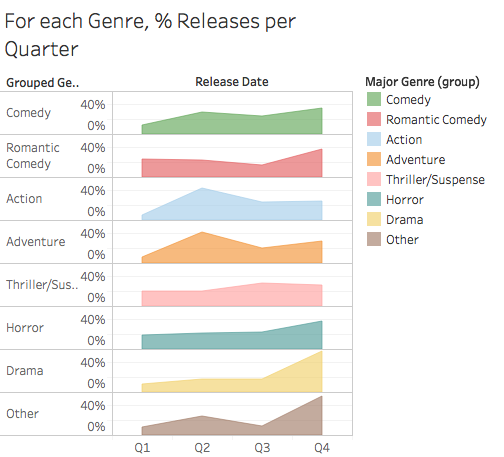 For each Genre, % Releases per
Quarter
Grouped Ge..
Release Date
Comedy
40%
0%
Romantic
Comedy
40%
0%
Action
40%
0%
Adventure
40%
0%
Thriller/Sus..
40%
0%
Horror
40%
0%
Drama
40%
0%
Other
40%
0%
Q1 Q2 Q3 Q4
Major Genre (group)
Comedy
Romantic Comedy
Action
Adventure
Thriller/Suspense
Horror
Drama
Other